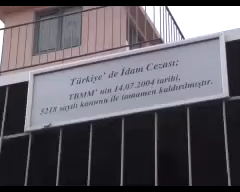 Türkiye' de İdam Cezası;
TBMM' nin 14.07.2004 tarihi,
5218 sayılı kanunu ile tamamen kaldırılmıştır.